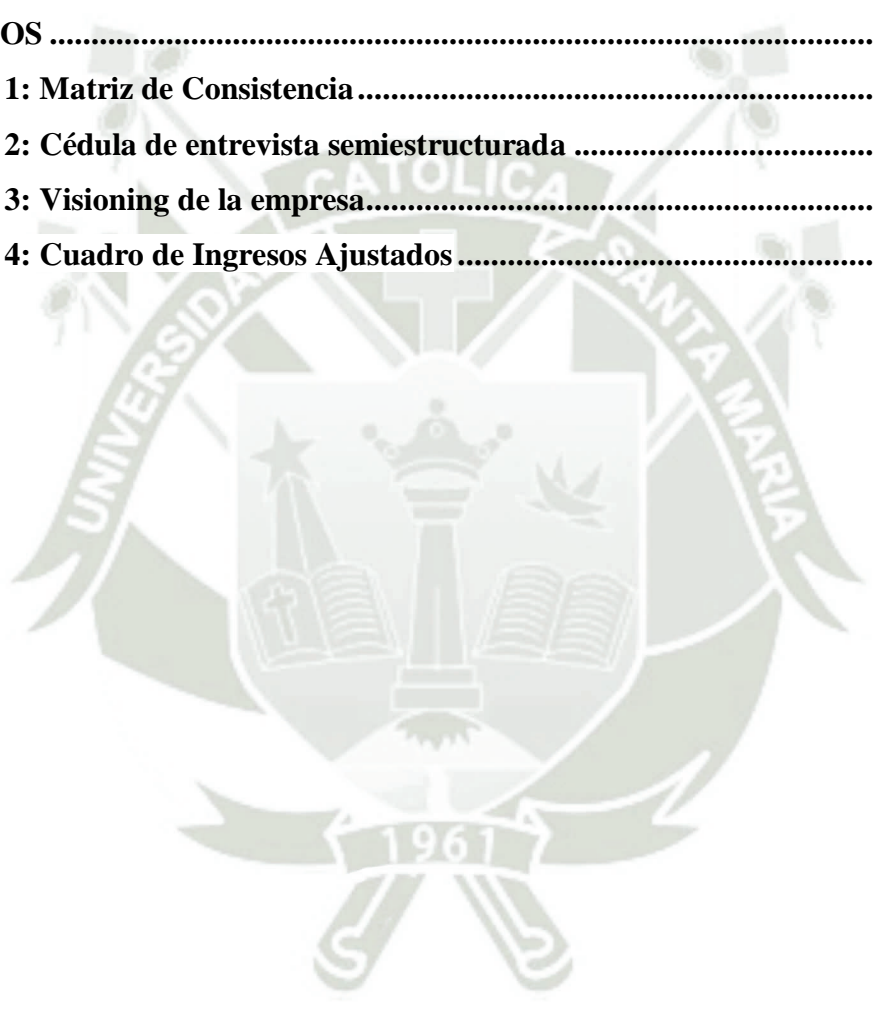 OS ....................................................................................................
1: Matriz de Consistencia ................................................................
2: Cédula de entrevista semiestructurada .....................................
3: Visioning de la empresa...............................................................
4: Cuadro de Ingresos Ajustados ...................................................
UNIVERSIDAD CATOLICA SANTA MARIA
1961